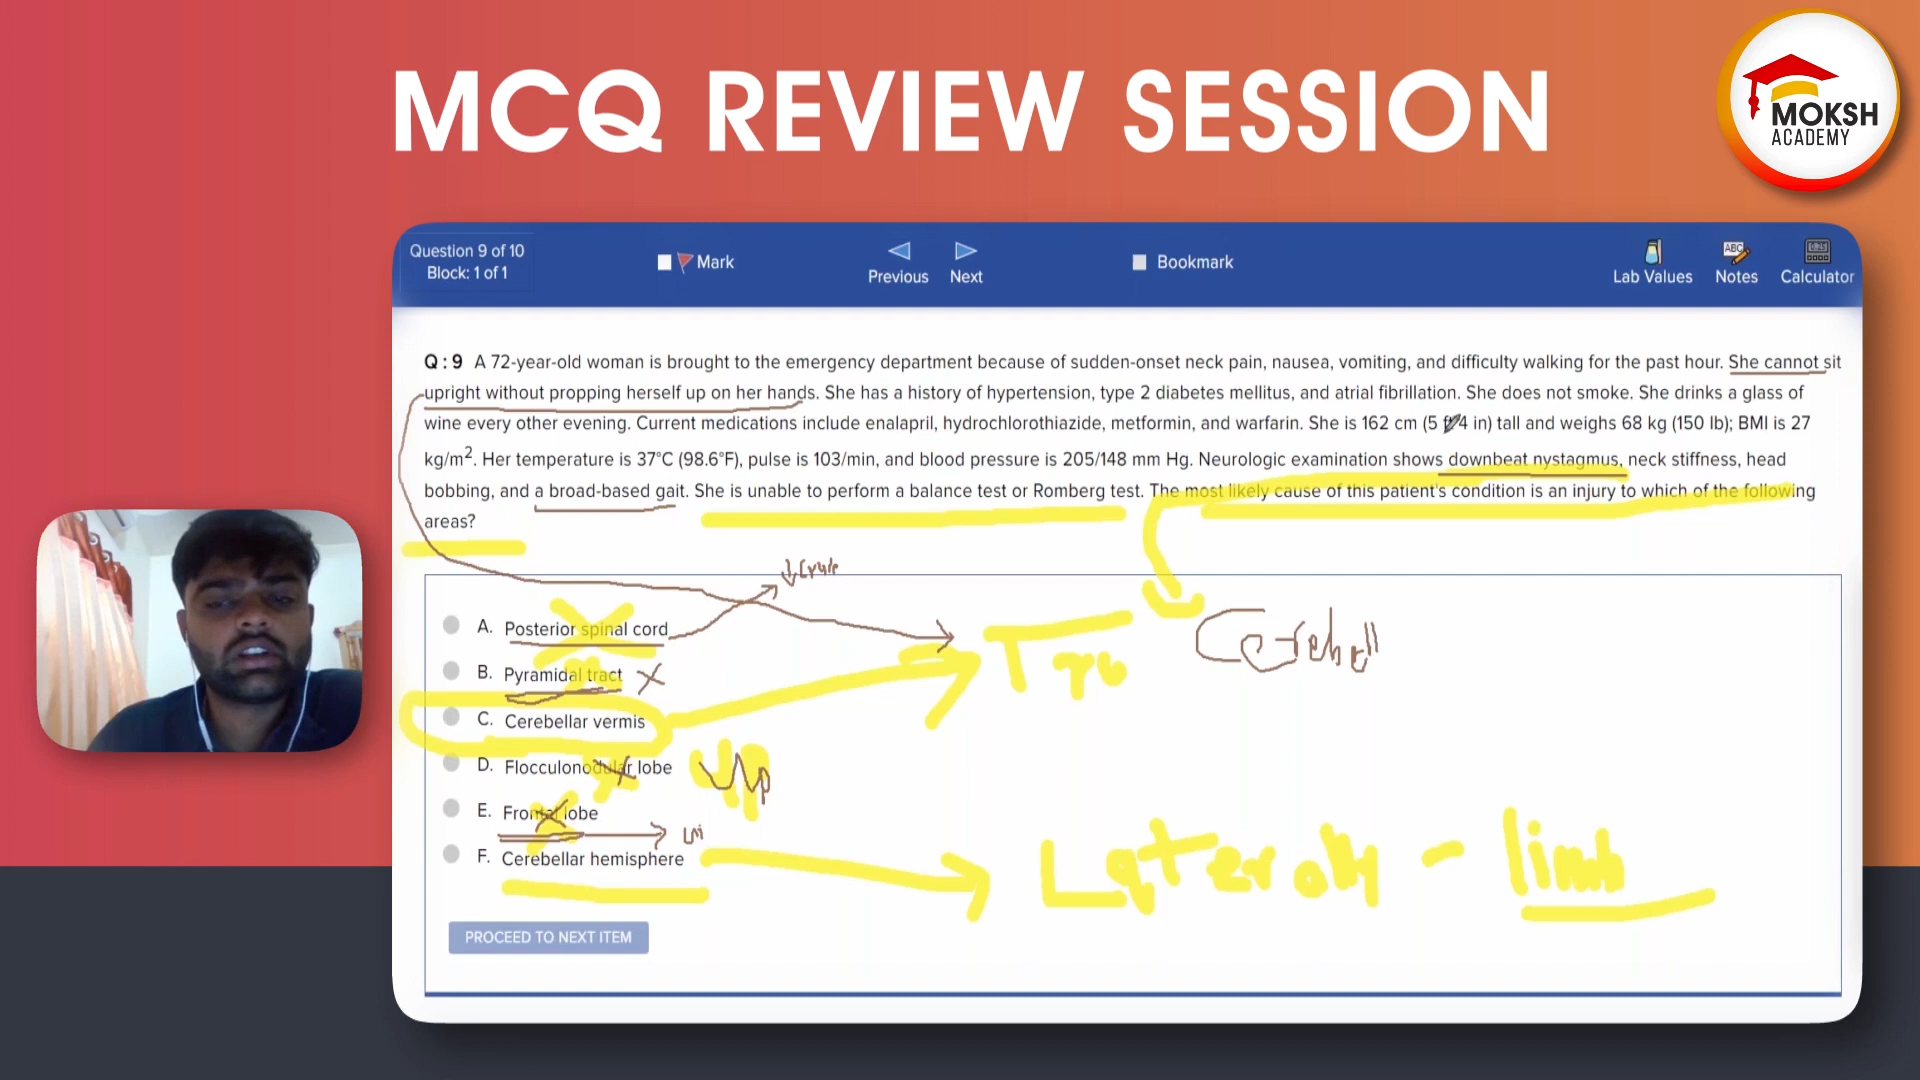 MCQ REVIEW SESSION
MOKSH
ACADEMY
Question 9 of 10
Block: 1 of 1
Mark
Previous
Next
Bookmark
Lab Values
ABC
Notes
Calculator
Q : 9 A 72-year-old woman is brought to the emergency department because of sudden-onset neck pain, nausea, vomiting, and difficulty walking for the past hour. She cannot sit
upright without propping herself up on her hands. She has a history of hypertension, type 2 diabetes mellitus, and atrial fibrillation. She does not smoke. She drinks a glass of
wine every other evening. Current medications include enalapril, hydrochlorothiazide, metformin, and warfarin. She is 162 cm (5 ft 4 in) tall and weighs 68 kg (150 lb); BMI is 27
kg/m². Her temperature is 37°C (98.6°F), pulse is 103/min, and blood pressure is 205/148 mm Hg. Neurologic examination shows downbeat nystagmus, neck stiffness, head
bobbing, and a broad-based gait. She is unable to perform a balance test or Romberg test. The most likely cause of this patient's condition is an injury to which of the following
areas?
A. Posterior spinal cord
B. Pyramidal tract
C. Cerebellar vermis
D. Flocculonodular lobe
E. Frontal lobe
F. Cerebellar hemisphere
Cerebell
limb
PROCEED TO NEXT ITEM